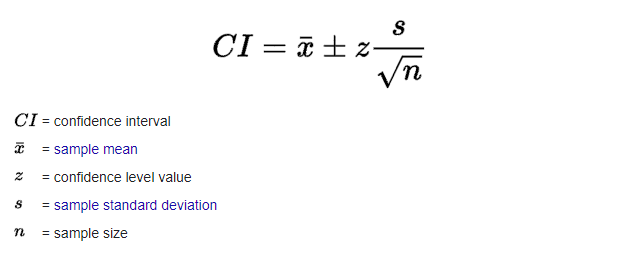 CI = x̄ ± z s/√n
CI = confidence interval
x̄ = sample mean
z = confidence level value
s = sample standard deviation
n = sample size